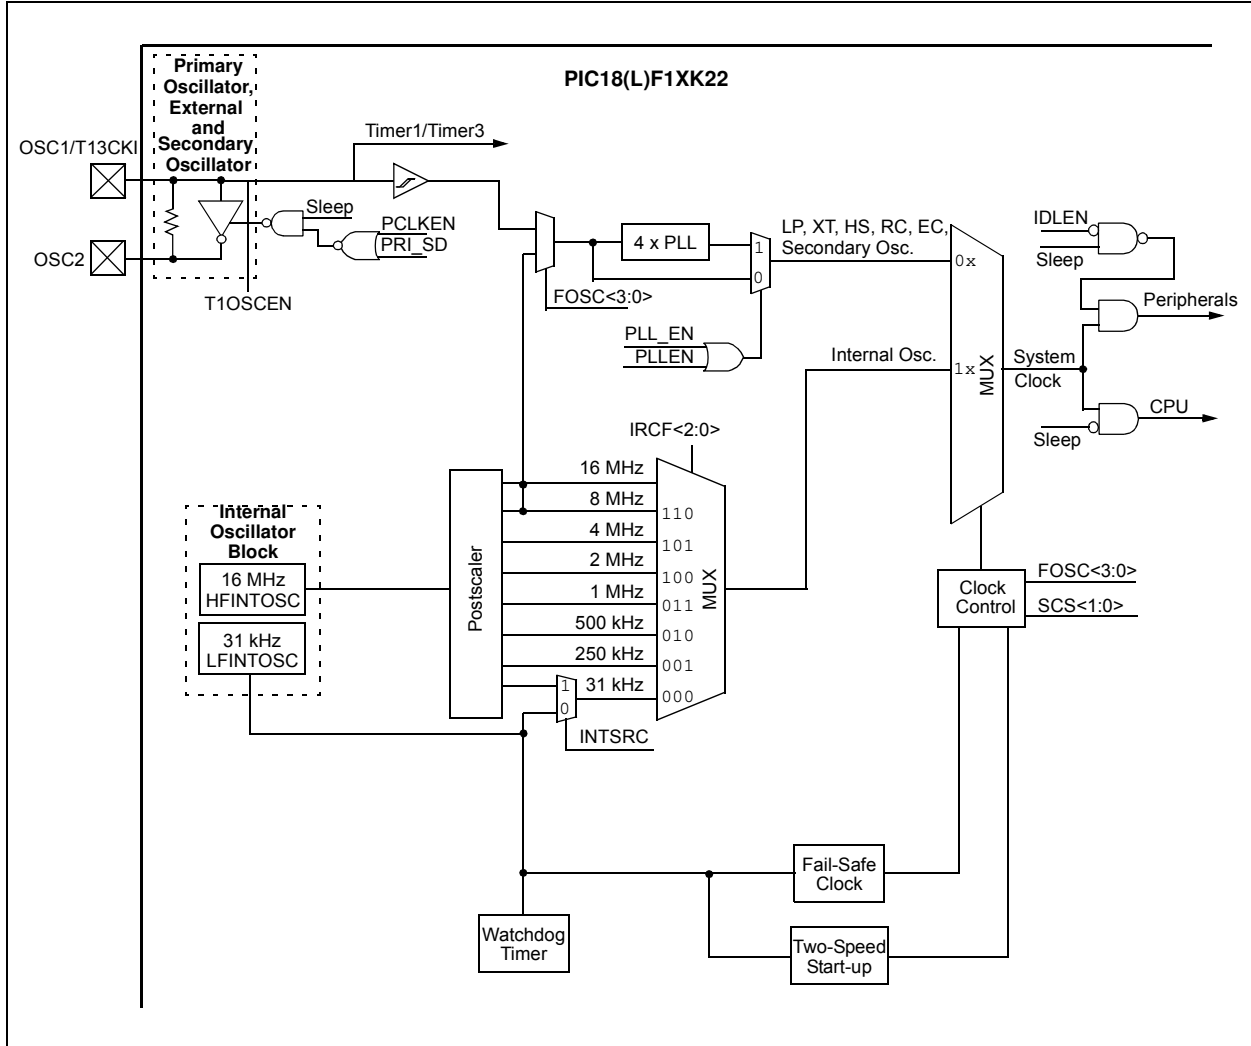 PIC18(L)F1XK22
Primary
Oscillator,
External
and
Secondary
Oscillator
OSC1/T13CKI
OSC2
Timer1/Timer3
Sleep
PCLKEN
PRI_SD
T1OSCEN
4 x PLL
1
0
FOSC<3:0>
PLL_EN
PLLEN
LP, XT, HS, RC, EC,
Secondary Osc.
0x
Internal Osc.
1x
MUX
System
Clock
IDLEN
Sleep
Peripherals
CPU
Sleep
IRCF<2:0>
16 MHz
8 MHz
110
4 MHz
101
2 MHz
100
1 MHz
011
500 kHz
010
250 kHz
001
31 kHz
000
MUX
Postscaler
1
0
INTSRC
Internal
Oscillator
Block
16 MHz
HFINTOSC
31 kHz
LFINTOSC
Clock
Control
FOSC<3:0>
SCS<1:0>
Fail-Safe
Clock
Watchdog
Timer
Two-Speed
Start-up